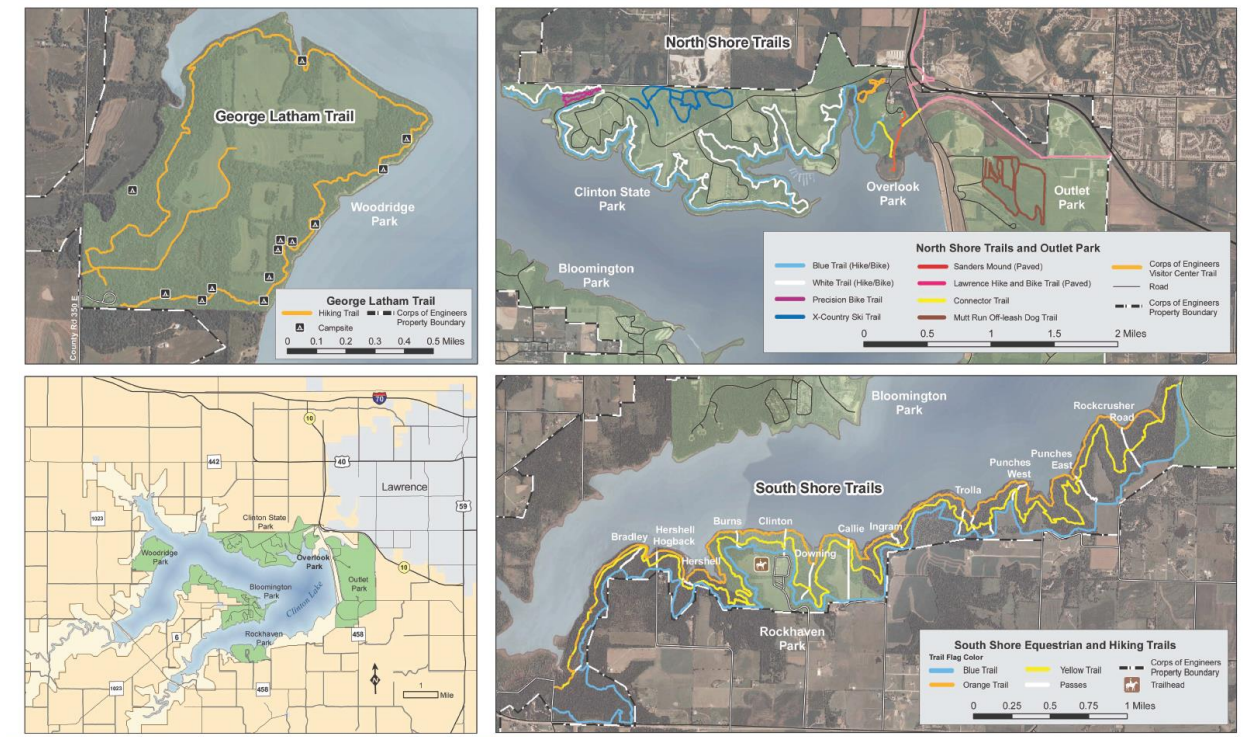 George Latham Trail
Woodridge
Park
County Rd 350 E
George Latham Trail
Hiking Trail
Corps of Engineers
Property Boundary
Campsite
0 0.1 0.2 0.3 0.4 0.5 Miles
North Shore Trails
Clinton State
Park
Overlook
Park
Outlet
Park
Bloomington
Park
North Shore Trails and Outlet Park
Blue Trail (Hike/Bike)
White Trail (Hike/Bike)
Precision Bike Trail
X-Country Ski Trail
Sanders Mound (Paved)
Lawrence Hike and Bike Trail (Paved)
Connector Trail
Mutt Run Off-leash Dog Trail
Corps of Engineers
Visitor Center Trail
Road
Corps of Engineers
Property Boundary
0 0.5 1 1.5 2 Miles
70
10
442
40
Lawrence
59
1023
Clinton State
Park
Woodridge
Park
Overlook
Park
10
Bloomington
Park
Outlet
Park
Clinton Lake
6
Rockhaven
Park
458
1023
458
N
1
Mile
Bloomington
Park
Rockcrusher
Road
Punches
East
Punches
West
South Shore Trails
Trolla
Burns
Clinton
Callie
Ingram
Hershell
Hogback
Bradley
Downing
Hershell
Rockhaven
Park
South Shore Equestrian and Hiking Trails
Trail Flag Color
Blue Trail
Orange Trail
Yellow Trail
Passes
Corps of Engineers
Property Boundary
Trailhead
0 0.25 0.5 0.75 1 Miles